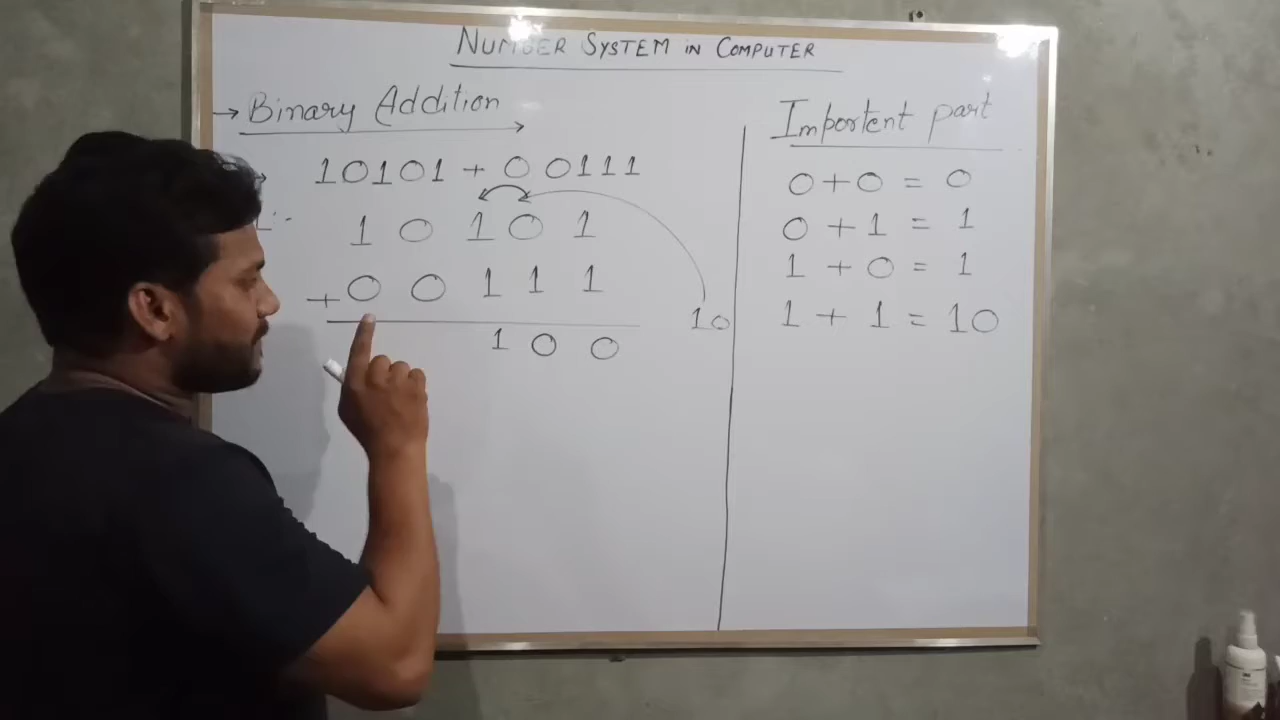 NUMBER SYSTEM IN COMPUTER
→ Binary Addition
10101 + 00111
1 0 1 0 1
+ 0 0 1 1 1
1 0 0
10
Importent part
0 + 0 = 0
0 + 1 = 1
1 + 0 = 1
1 + 1 = 10